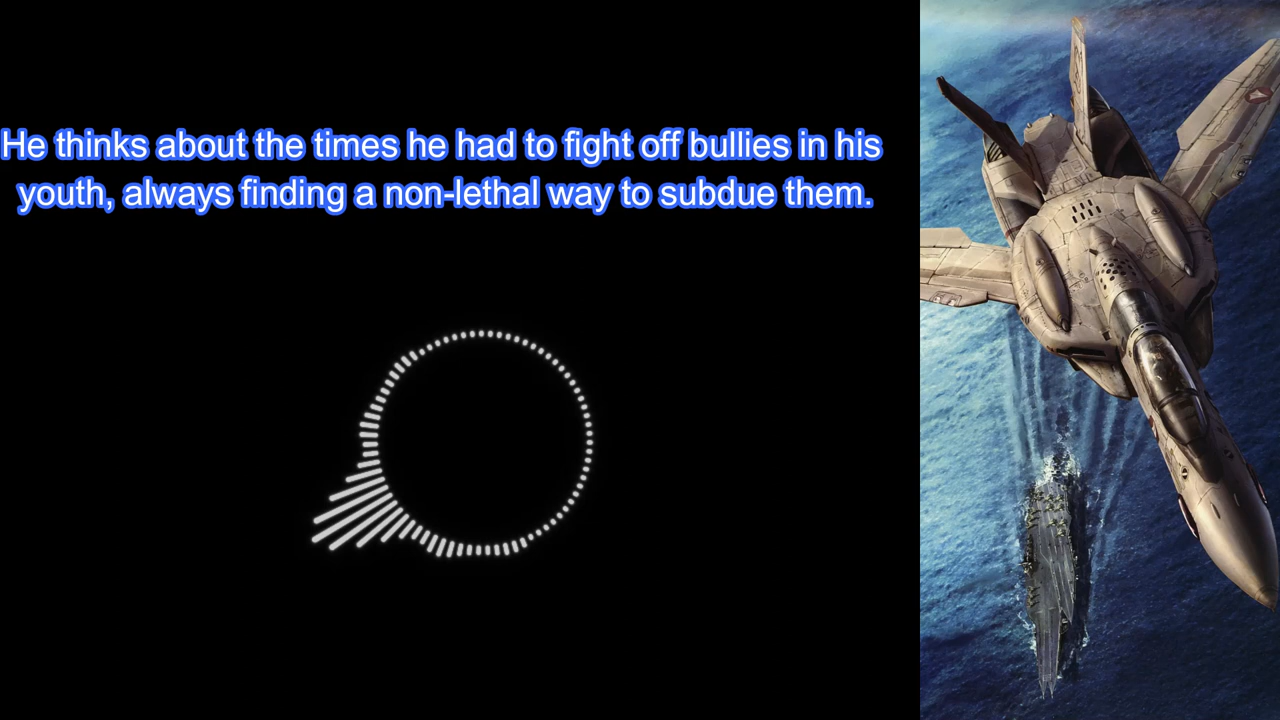 He thinks about the times he had to fight off bullies in his
youth, always finding a non-lethal way to subdue them.